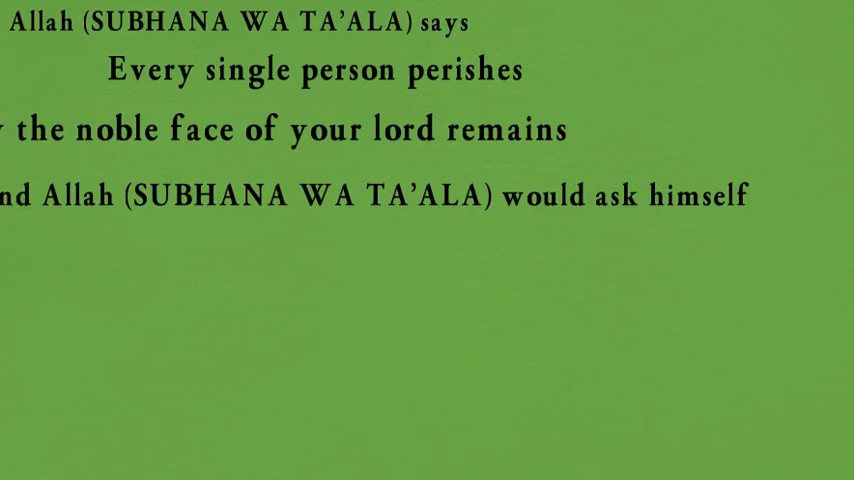 Allah (SUBHANA WA TA’ALA) says
Every single person perishes
the noble face of your lord remains
Allah (SUBHANA WA TA’ALA) would ask himself